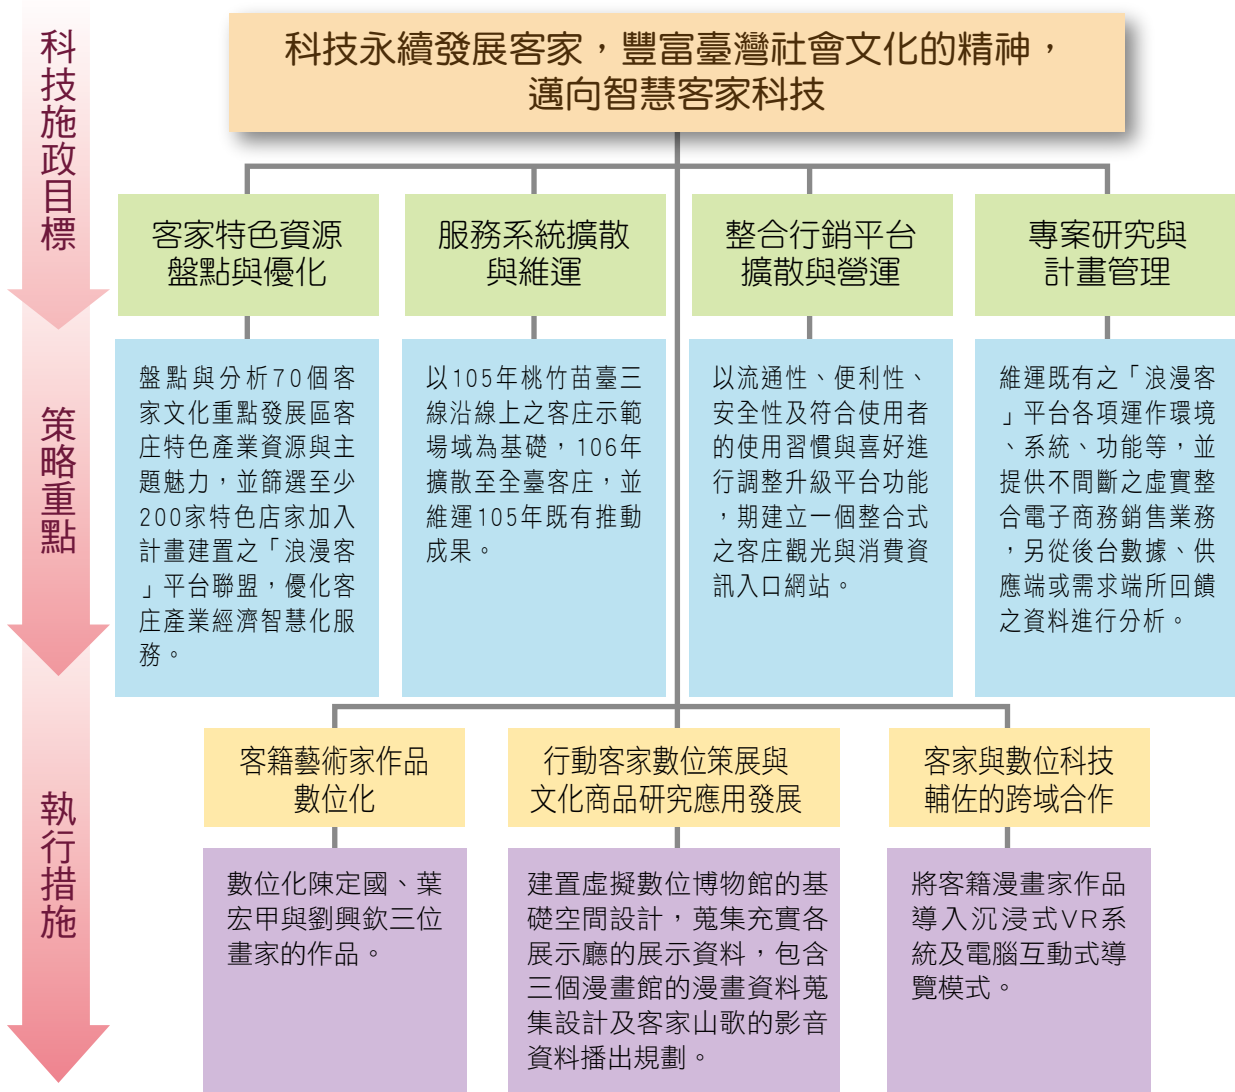 科技施政目標
策略重點
執行措施
科技永續發展客家，豐富臺灣社會文化的精神，
邁向智慧客家科技
客家特色資源
盤點與優化
服務系統擴散
與維運
整合行銷平台
擴散與營運
專案研究與
計畫管理
盤點與分析70個客
家文化重點發展區客
庄特色產業資源與主
題魅力，並篩選至少
200家特色店家加入
計畫建置之「浪漫客
」平台聯盟，優化客
庄產業經濟智慧化服
務。
以105年桃竹苗臺三
線沿線上之客庄示範
場域為基礎，106年
擴散至全臺客庄，並
維運105年既有推動
成果。
以流通性、便利性、
安全性及符合使用者
的使用習慣與喜好進
行調整升級平台功能
，期建立一個整合式
之客庄觀光與消費資
訊入口網站。
維運既有之「浪漫客
」平台各項運作環境
、系統、功能等，並
提供不間斷之虛實整
合電子商務銷售業務
，另從後台數據、供
應端或需求端所回饋
之資料進行分析。
客籍藝術家作品
數位化
行動客家數位策展與
文化商品研究應用發展
客家與數位科技
輔佐的跨域合作
數位化陳定國、葉
宏甲與劉興欽三位
畫家的作品。
建置虛擬數位博物館的基
礎空間設計，蒐集充實各
展示廳的展示資料，包含
三個漫畫館的漫畫資料蒐
集設計及客家山歌的影音
資料播出規劃。
將客籍漫畫家作品
導入沉浸式VR系
統及電腦互動式導
覽模式。